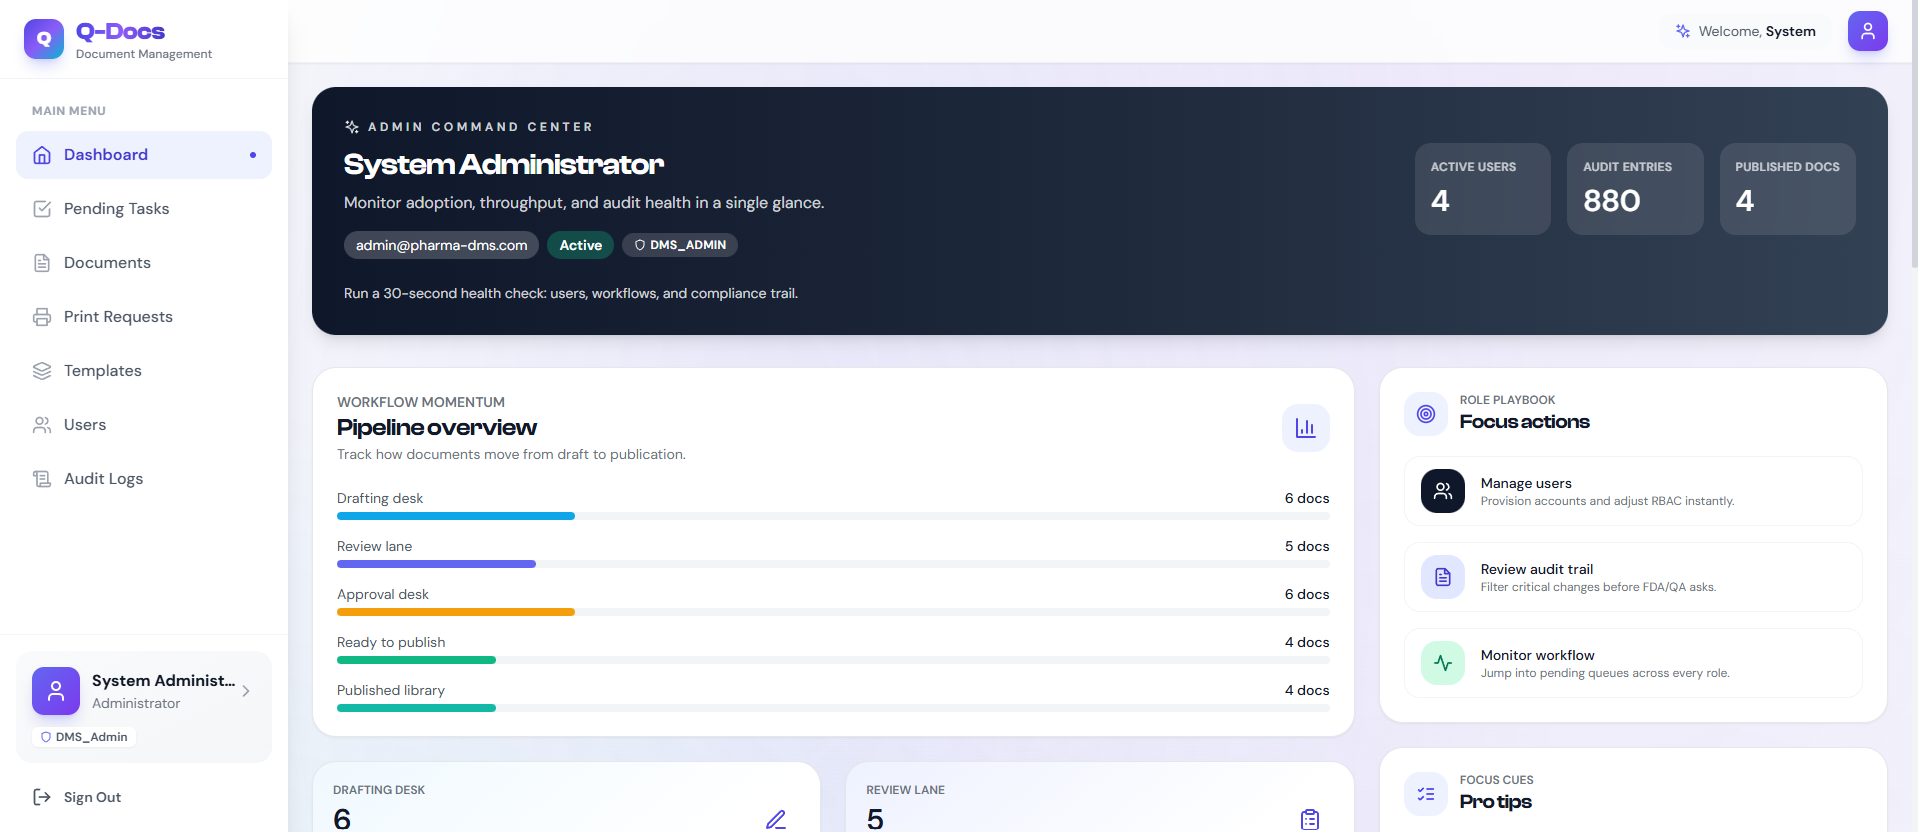 Q
Q-Docs
Document Management
MAIN MENU
Dashboard
Pending Tasks
Documents
Print Requests
Templates
Users
Audit Logs
System Administ...
Administrator
DMS_Admin
Sign Out
Welcome, System
ADMIN COMMAND CENTER
System Administrator
Monitor adoption, throughput, and audit health in a single glance.
admin@pharma-dms.com Active DMS_ADMIN
Run a 30-second health check: users, workflows, and compliance trail.
ACTIVE USERS
4
AUDIT ENTRIES
880
PUBLISHED DOCS
4
WORKFLOW MOMENTUM
Pipeline overview
Track how documents move from draft to publication.
Drafting desk 6 docs
Review lane 5 docs
Approval desk 6 docs
Ready to publish 4 docs
Published library 4 docs
ROLE PLAYBOOK
Focus actions
Manage users
Provision accounts and adjust RBAC instantly.
Review audit trail
Filter critical changes before FDA/QA asks.
Monitor workflow
Jump into pending queues across every role.
DRAFTING DESK
6
REVIEW LANE
5
FOCUS CUES
Pro tips